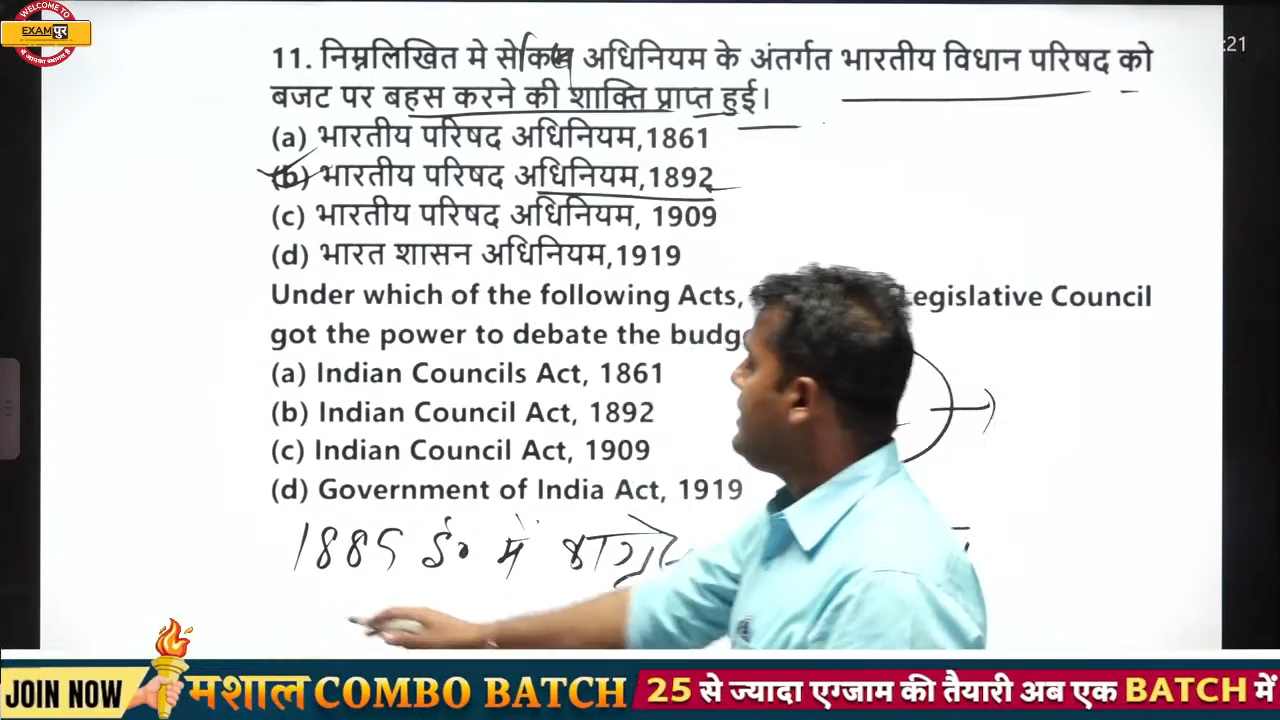 WELCOME TO
EXAM पुर
:21
11. निम्नलिखित मे से किस अधिनियम के अंतर्गत भारतीय विधान परिषद को
बजट पर बहस करने की शाक्ति प्राप्त हुई।
(a) भारतीय परिषद अधिनियम,1861
(b) भारतीय परिषद अधिनियम,1892
(c) भारतीय परिषद अधिनियम, 1909
(d) भारत शासन अधिनियम,1919
Under which of the following Acts, Legislative Council
got the power to debate the budg
(a) Indian Councils Act, 1861
(b) Indian Council Act, 1892
(c) Indian Council Act, 1909
(d) Government of India Act, 1919
1885 ई० में
JOIN NOW मशाल COMBO BATCH 25 से ज्यादा एग्जाम की तैयारी अब एक BATCH में